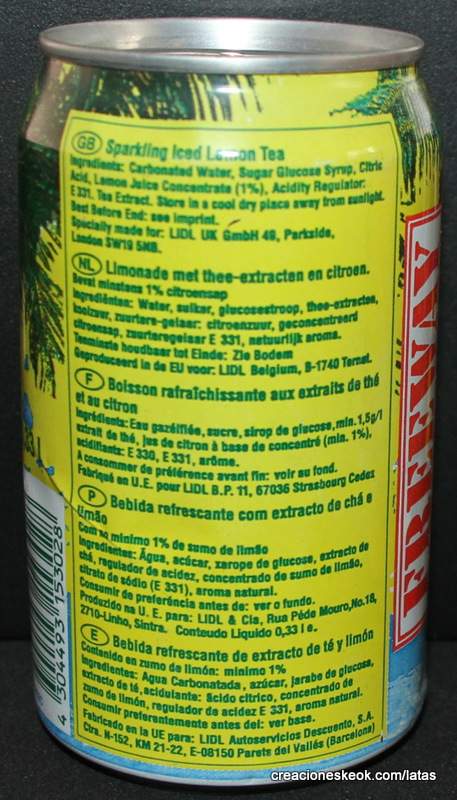 GB Sparkling Iced Lemon Tea
Ingredients: Carbonated Water, Sugar Glucose Syrup, Citric
Acid, Lemon Juice Concentrate (1%), Acidity Regulator:
E 331. Tea Extract. Store in a cool dry place away from sunlight.
Best Before End: see imprint.
Specially made for: LIDL UK GmbH 48, Parkside,
London SW19 5NB.
NL Limonade met thee-extracten en citroen.
Bevat minstens 1% citroensap
Ingrediënten: Water, suiker, glucosestroop, thee-extracten,
koolzuur, zuurtere-gelaar: citroenzuur, geconcentreerd
citroensap, zuurteregelaar E 331, natuurlijk aroma.
Tenminste houdbaar tot Einde: Zie Bodem
Geproduceerd in de EU voor: LIDL Belgium, B-1740 Ternat.
F Boisson rafraîchissante aux extraits de thé
et au citron
Ingrédients: Eau gazéifiée, sucre, sirop de glucose, min. 1,5g/l
extrait de thé, jus de citron à base de concentré (min. 1%),
acidifiants: E 330, E 331, arôme.
A consommer de préférence avant fin: voir au fond.
Fabriqué en U.E. pour LIDL B.P. 11, 67036 Strasbourg Cedex
P Bebida refrescante com extracto de chá e
limão
Com mínimo 1% de sumo de limão
Ingredientes: Água, açúcar, xarope de glucose, extracto de
chá, regulador de acidez, concentrado de sumo de limão,
citrato de sódio (E 331), aroma natural.
Consumir de preferência antes de: ver o fundo.
Produzido na U. E. para: LIDL & Cia, Rua Pêde Mouro, No.18,
2710-Linho, Sintra. Conteudo Liquido 0,33 l e.
E Bebida refrescante de extracto de té y limón
Contenido en zumo de limón: mínimo 1%
Ingredientes: Agua Carbonatada, azúcar, jarabe de glucosa,
extracto de té, acidulante: ácido cítrico, concentrado de
zumo de limón, regulador de acidez E 331, aroma natural.
Consumir preferentemente antes del: ver base.
Fabricado en la UE para: LIDL Autoservicios Descuento, S.A.
Ctra. N-152, KM 21-22, E-08150 Parets del Vallés (Barcelona)
FREEWAY
4 304493 153028
creacioneskeok.com/latas